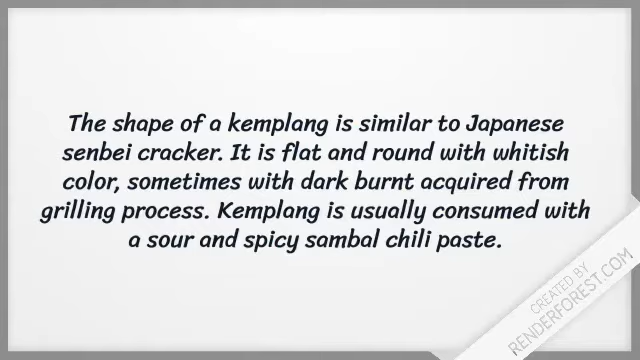 The shape of a kemplang is similar to Japanese
senbei cracker. It is flat and round with whitish
color, sometimes with dark burnt acquired from
grilling process. Kemplang is usually consumed with
a sour and spicy sambal chili paste.
CREATED BY
RENDERFOREST.COM